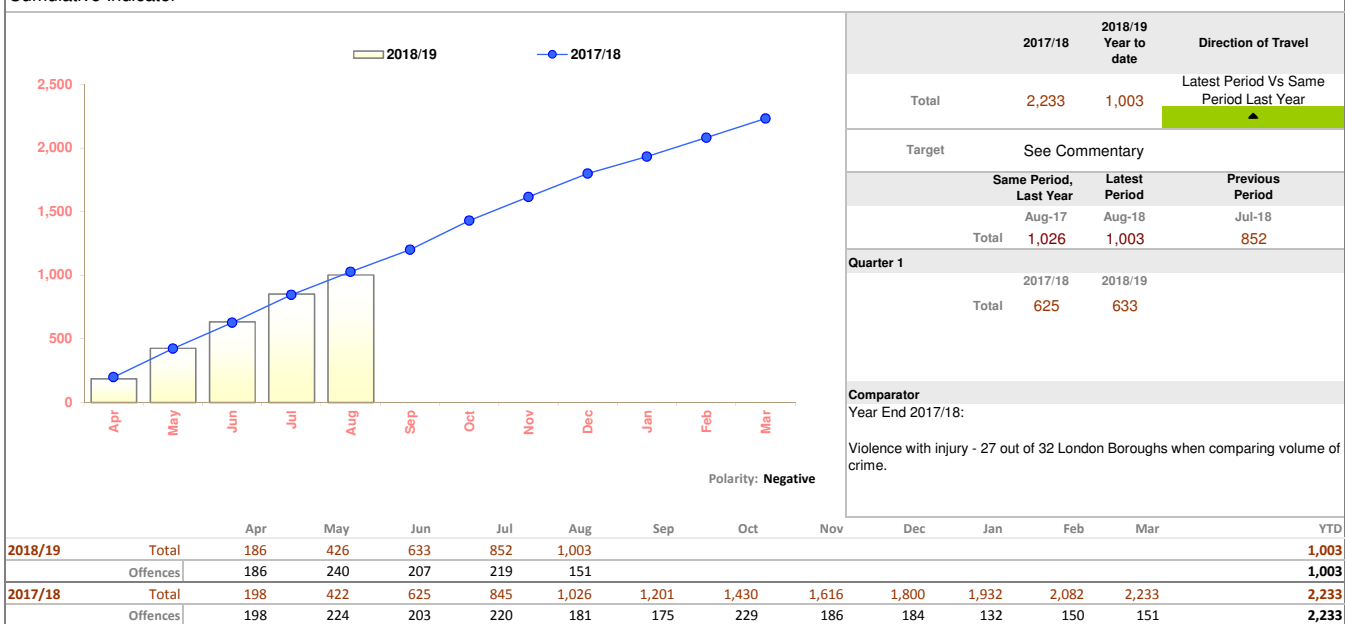 Cumulative Indicator
2018/19 2017/18
2,500
2,000
1,500
1,000
500
0
Apr May Jun Jul Aug Sep Oct Nov Dec Jan Feb Mar
Polarity: Negative
2017/18 2018/19 Year to date Direction of Travel
Total 2,233 1,003 Latest Period Vs Same Period Last Year
Target See Commentary
Same Period, Last Year Latest Period Previous Period
Aug-17 Aug-18 Jul-18
Total 1,026 1,003 852
Quarter 1
2017/18 2018/19
Total 625 633
Comparator
Year End 2017/18:
Violence with injury - 27 out of 32 London Boroughs when comparing volume of
crime.
Apr May Jun Jul Aug Sep Oct Nov Dec Jan Feb Mar YTD
2018/19 Total 186 426 633 852 1,003 1,003
Offences 186 240 207 219 151 1,003
2017/18 Total 198 422 625 845 1,026 1,201 1,430 1,616 1,800 1,932 2,082 2,233 2,233
Offences 198 224 203 220 181 175 229 186 184 132 150 151 2,233